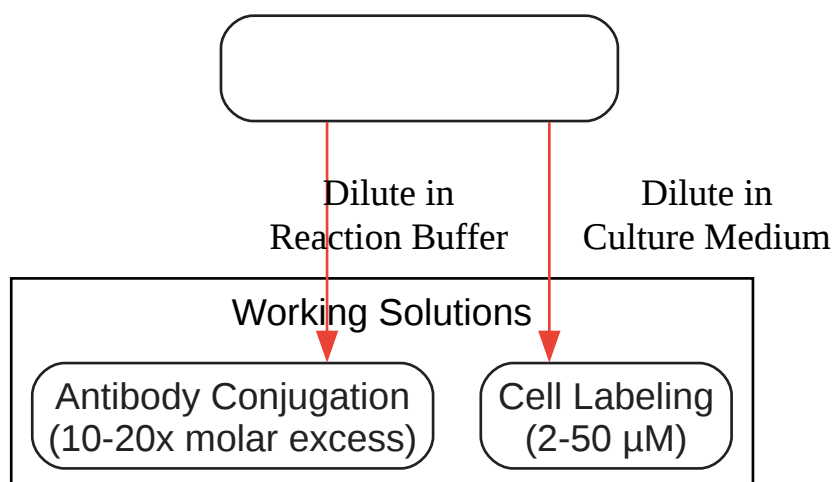 Dilute in
Reaction Buffer
Dilute in
Culture Medium
Working Solutions
Antibody Conjugation
(10-20x molar excess)
Cell Labeling
(2-50 µM)